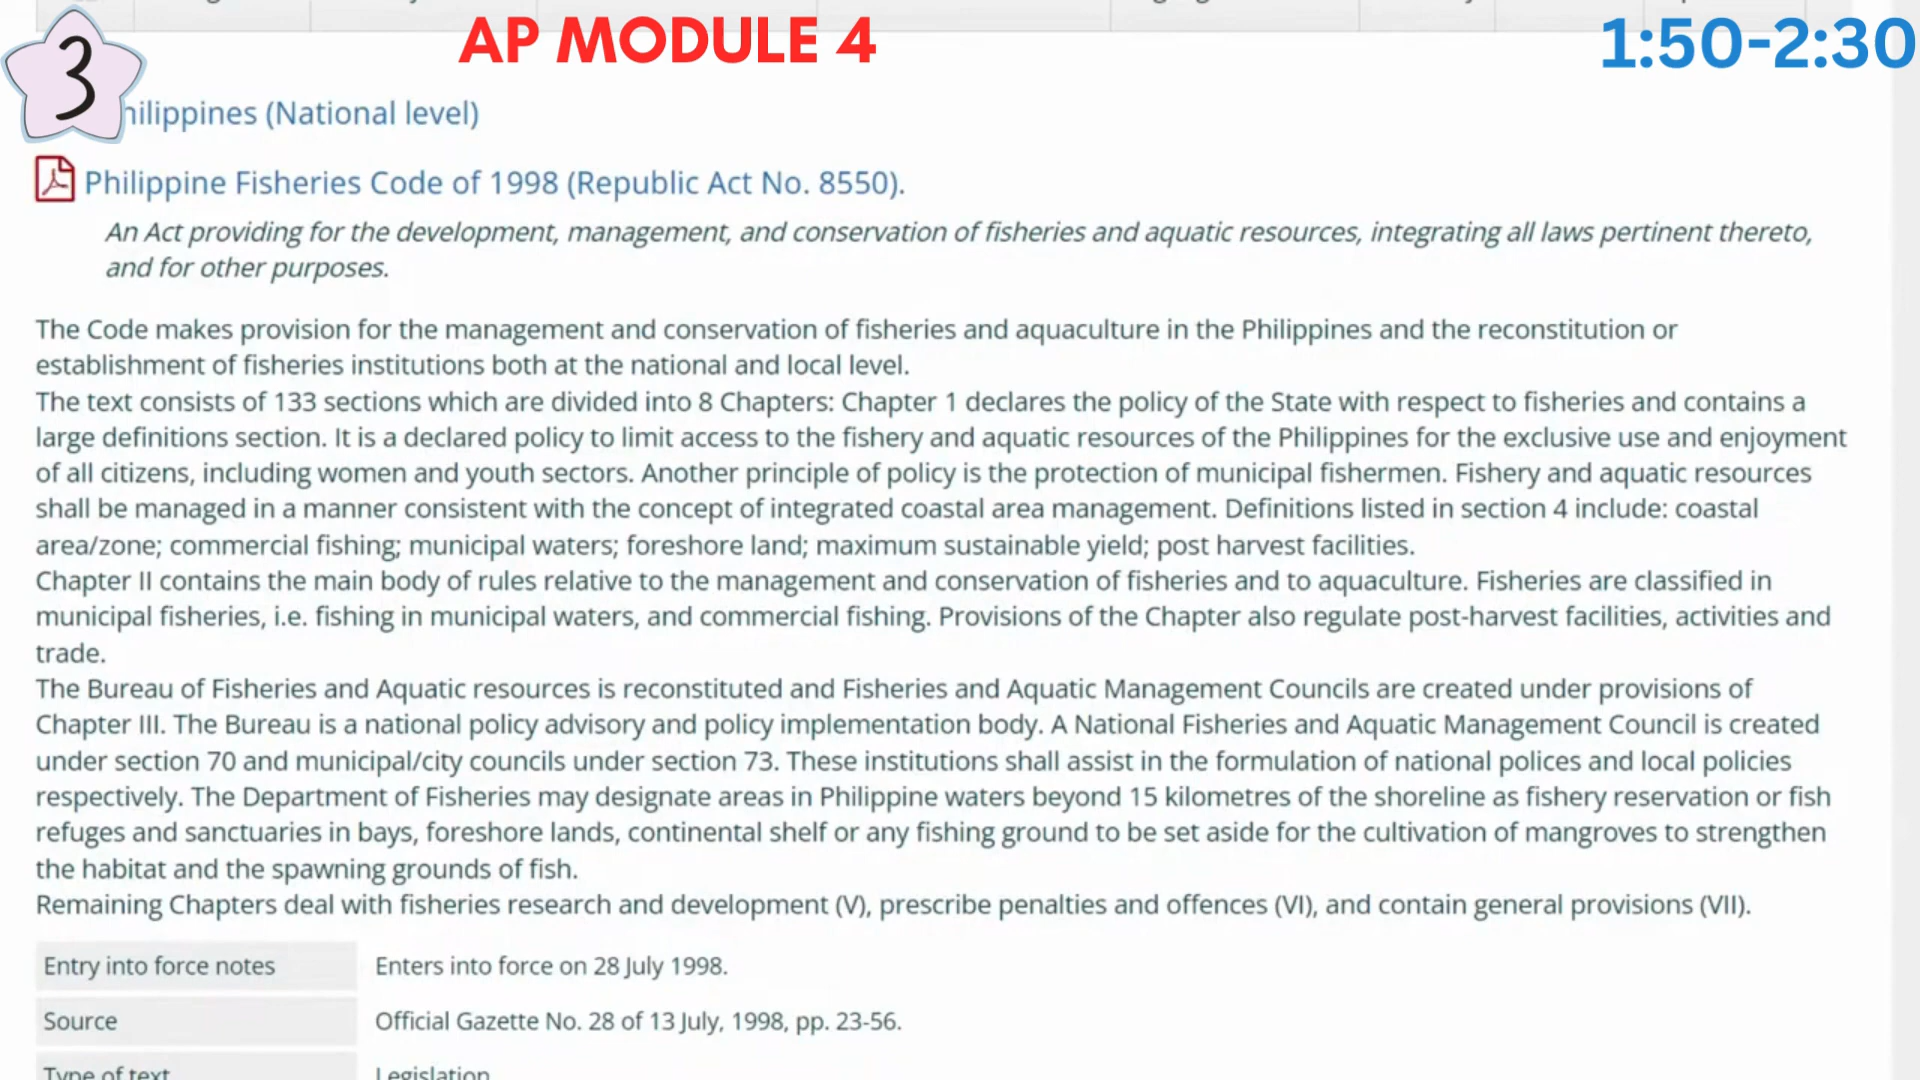 3
AP MODULE 4
1:50-2:30
hilippines (National level)
Philippine Fisheries Code of 1998 (Republic Act No. 8550).
An Act providing for the development, management, and conservation of fisheries and aquatic resources, integrating all laws pertinent thereto,
and for other purposes.
The Code makes provision for the management and conservation of fisheries and aquaculture in the Philippines and the reconstitution or
establishment of fisheries institutions both at the national and local level.
The text consists of 133 sections which are divided into 8 Chapters: Chapter 1 declares the policy of the State with respect to fisheries and contains a
large definitions section. It is a declared policy to limit access to the fishery and aquatic resources of the Philippines for the exclusive use and enjoyment
of all citizens, including women and youth sectors. Another principle of policy is the protection of municipal fishermen. Fishery and aquatic resources
shall be managed in a manner consistent with the concept of integrated coastal area management. Definitions listed in section 4 include: coastal
area/zone; commercial fishing; municipal waters; foreshore land; maximum sustainable yield; post harvest facilities.
Chapter II contains the main body of rules relative to the management and conservation of fisheries and to aquaculture. Fisheries are classified in
municipal fisheries, i.e. fishing in municipal waters, and commercial fishing. Provisions of the Chapter also regulate post-harvest facilities, activities and
trade.
The Bureau of Fisheries and Aquatic resources is reconstituted and Fisheries and Aquatic Management Councils are created under provisions of
Chapter III. The Bureau is a national policy advisory and policy implementation body. A National Fisheries and Aquatic Management Council is created
under section 70 and municipal/city councils under section 73. These institutions shall assist in the formulation of national polices and local policies
respectively. The Department of Fisheries may designate areas in Philippine waters beyond 15 kilometres of the shoreline as fishery reservation or fish
refuges and sanctuaries in bays, foreshore lands, continental shelf or any fishing ground to be set aside for the cultivation of mangroves to strengthen
the habitat and the spawning grounds of fish.
Remaining Chapters deal with fisheries research and development (V), prescribe penalties and offences (VI), and contain general provisions (VII).
Entry into force notes Enters into force on 28 July 1998.
Source Official Gazette No. 28 of 13 July, 1998, pp. 23-56.
Type of text Legislation